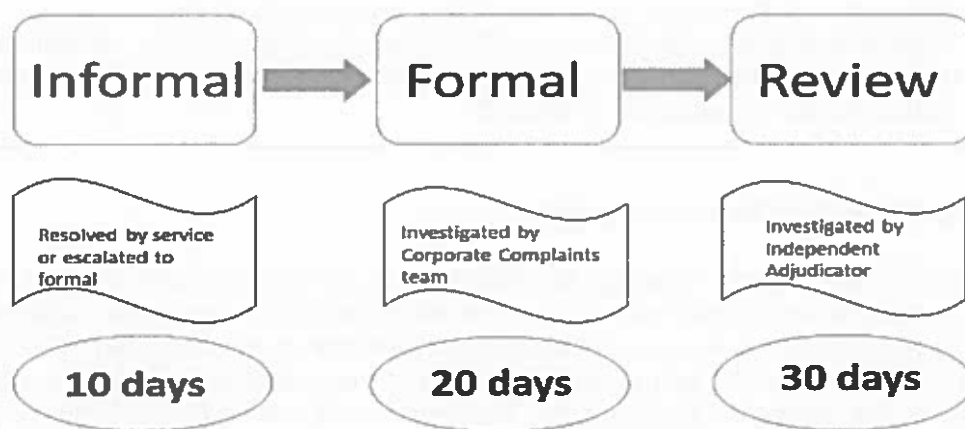 Informal
Formal
Review
Resolved by service
or escalated to
formal
Investigated by
Corporate Complaints
team
Investigated by
Independent
Adjudicator
10 days
20 days
30 days